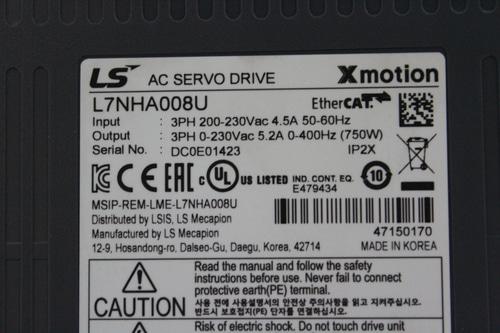 LS AC SERVO DRIVE Xmotion
L7NHA008U EtherCAT
Input : 3PH 200-230Vac 4.5A 50-60Hz
Output : 3PH 0-230Vac 5.2A 0-400Hz (750W)
Serial No. : DC0E01423 IP2X
CE EAC c UL US LISTED IND. CONT. EQ. E479434 10
MSIP-REM-LME-L7NHA008U
Distributed by LSIS, LS Mecapion 47150170
Manufactured by LS Mecapion MADE IN KOREA
12-9, Hosandong-ro, Dalseo-Gu, Daegu, Korea, 42714
CAUTION
Read the manual and follow the safety
instructions before use. Never fail to connect
protective earth(PE) terminal.
사용 전에 사용설명서의 안전상 주의사항을 읽고 지켜주십시오.
반드시 보호접지(PE) 단자를 연결하십시오.
Risk of electric shock. Do not touch drive unit